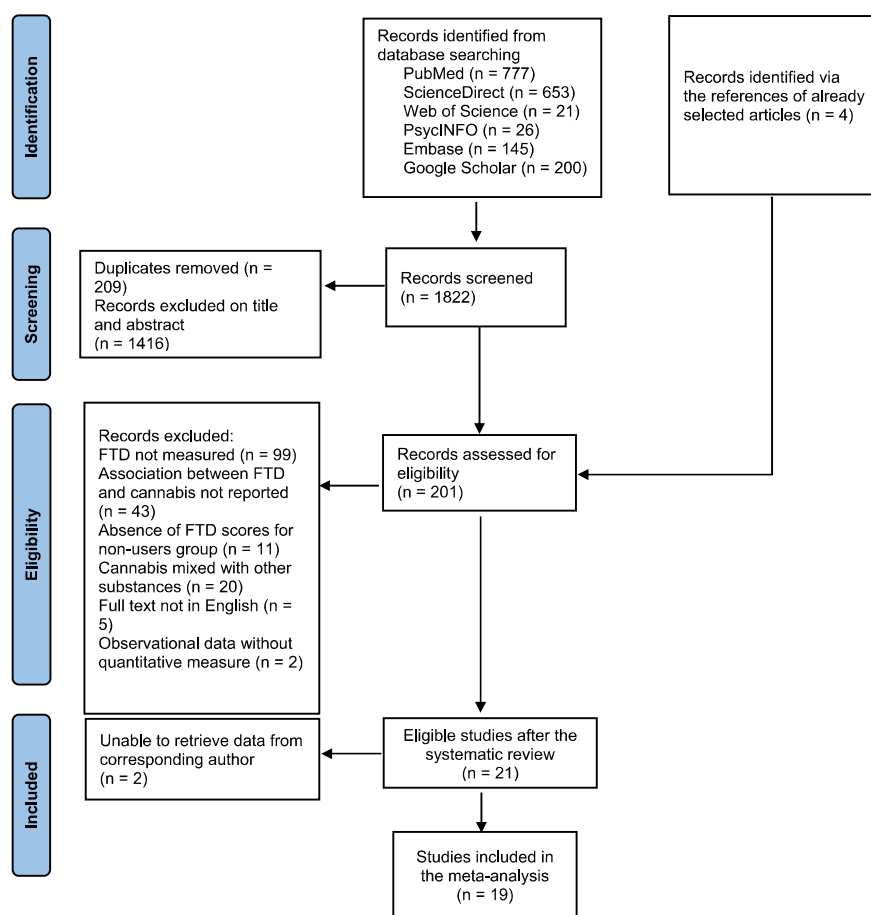 Identification
Records identified from
database searching
PubMed (n = 777)
ScienceDirect (n = 653)
Web of Science (n = 21)
PsycINFO (n = 26)
Embase (n = 145)
Google Scholar (n = 200)
Records identified via
the references of already
selected articles (n = 4)
Screening
Duplicates removed (n =
209)
Records excluded on title
and abstract
(n = 1416)
Records screened
(n = 1822)
Eligibility
Records excluded:
FTD not measured (n = 99)
Association between FTD
and cannabis not reported
(n = 43)
Absence of FTD scores for
non-users group (n = 11)
Cannabis mixed with other
substances (n = 20)
Full text not in English (n =
5)
Observational data without
quantitative measure (n = 2)
Records assessed for
eligibility
(n = 201)
Included
Unable to retrieve data from
corresponding author
(n = 2)
Eligible studies after the
systematic review
(n = 21)
Studies included in
the meta-analysis
(n = 19)